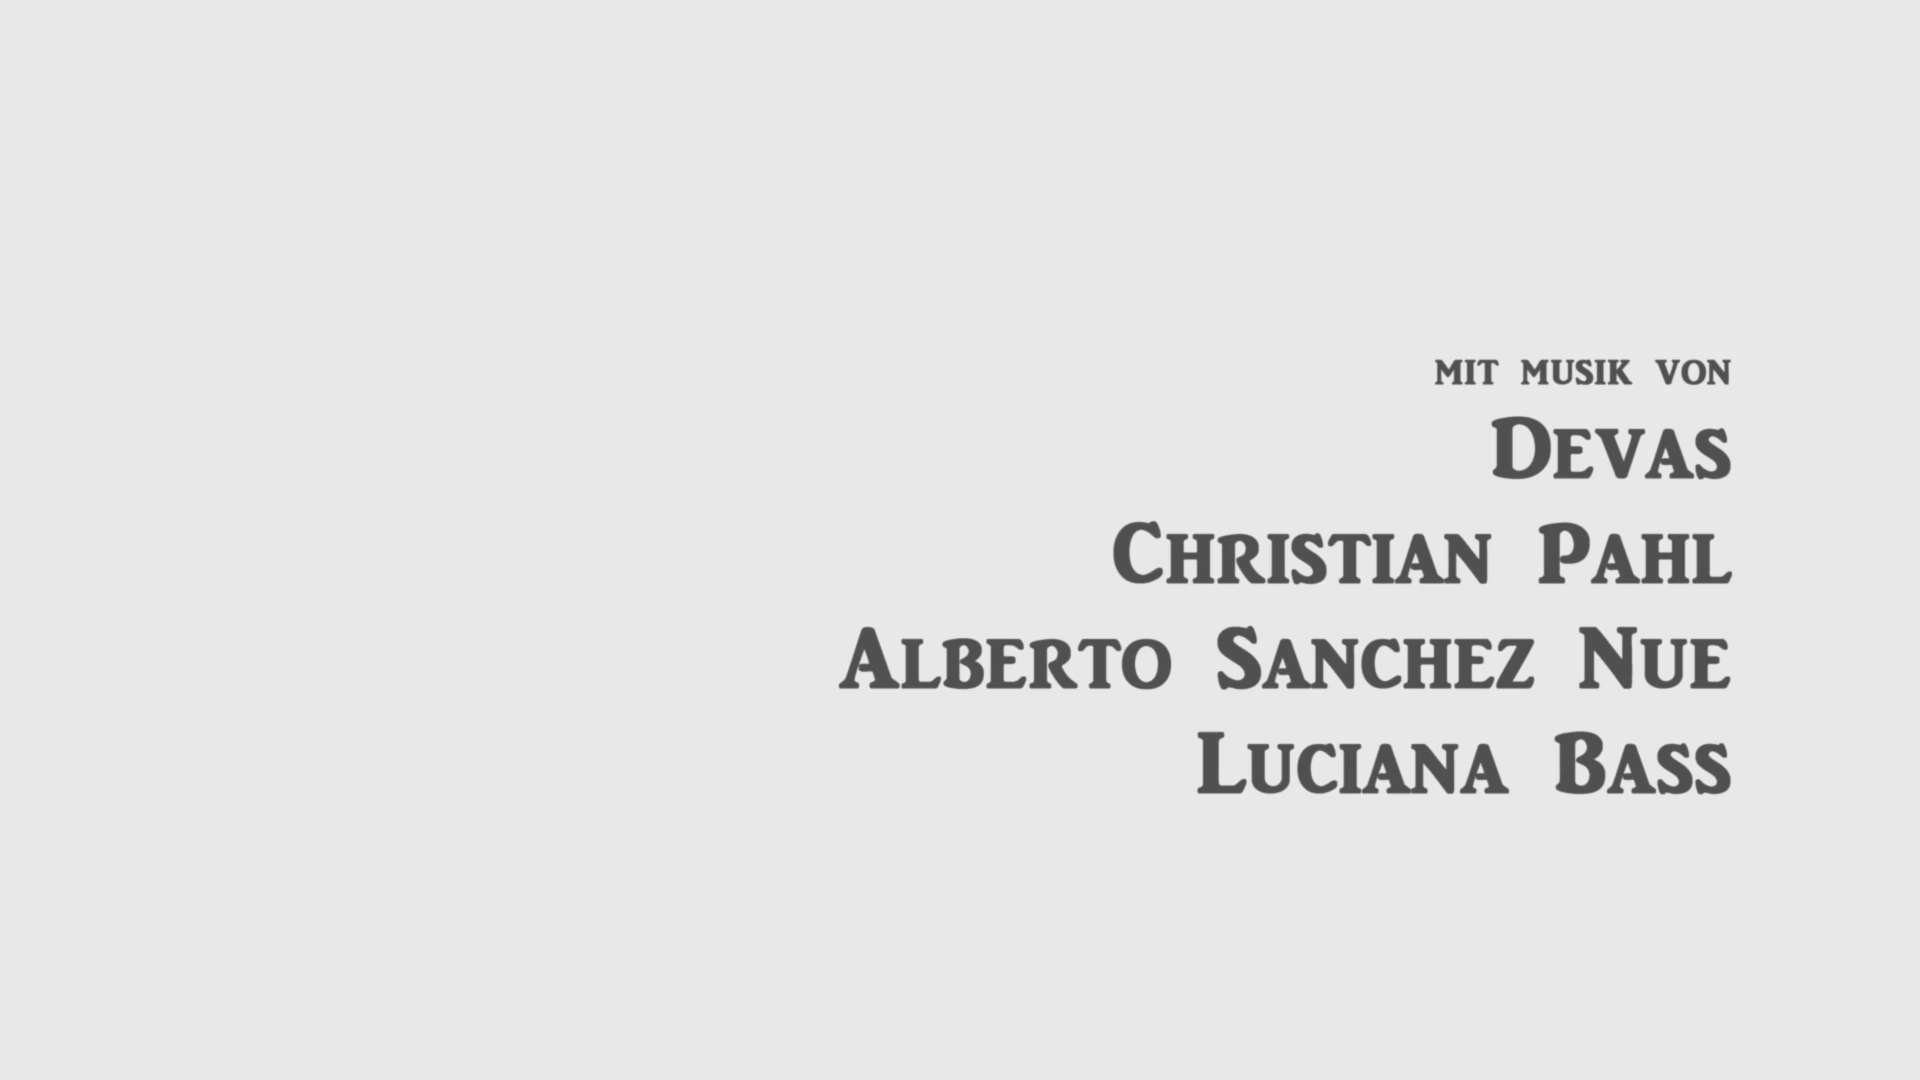 mit musik von
Devas
Christian Pahl
Alberto Sanchez Nue
Luciana Bass